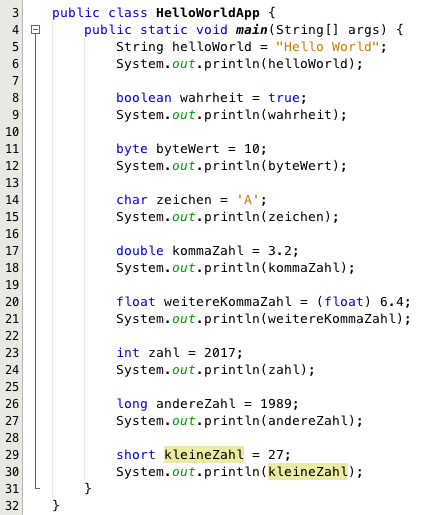 3 public class HelloWorldApp {
4 public static void main(String[] args) {
5 String helloWorld = "Hello World";
6 System.out.println(helloWorld);
7
8 boolean wahrheit = true;
9 System.out.println(wahrheit);
10
11 byte byteWert = 10;
12 System.out.println(byteWert);
13
14 char zeichen = 'A';
15 System.out.println(zeichen);
16
17 double kommaZahl = 3.2;
18 System.out.println(kommaZahl);
19
20 float weitereKommaZahl = (float) 6.4;
21 System.out.println(weitereKommaZahl);
22
23 int zahl = 2017;
24 System.out.println(zahl);
25
26 long andereZahl = 1989;
27 System.out.println(andereZahl);
28
29 short kleineZahl = 27;
30 System.out.println(kleineZahl);
31 }
32 }